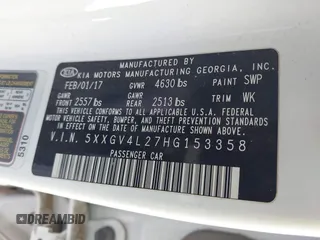 MANUFACTURED BY
KIA KIA MOTORS MANUFACTURING GEORGIA, INC.
FEB/01/17 GVWR 4630 lbs PAINT SWP
FRONT GAWR 2557 lbs REAR GAWR 2513 lbs TRIM WK
THIS VEHICLE CONFORMS TO ALL APPLICABLE U.S.A. FEDERAL
MOTOR VEHICLE SAFETY, BUMPER, AND THEFT PREVENTION
STANDARDS IN EFFECT ON THE DATE OF MANUFACTURE SHOWN ABOVE.
V.I.N. 5XXGV4L27HG153358
PASSENGER CAR
5310
DREAMBID